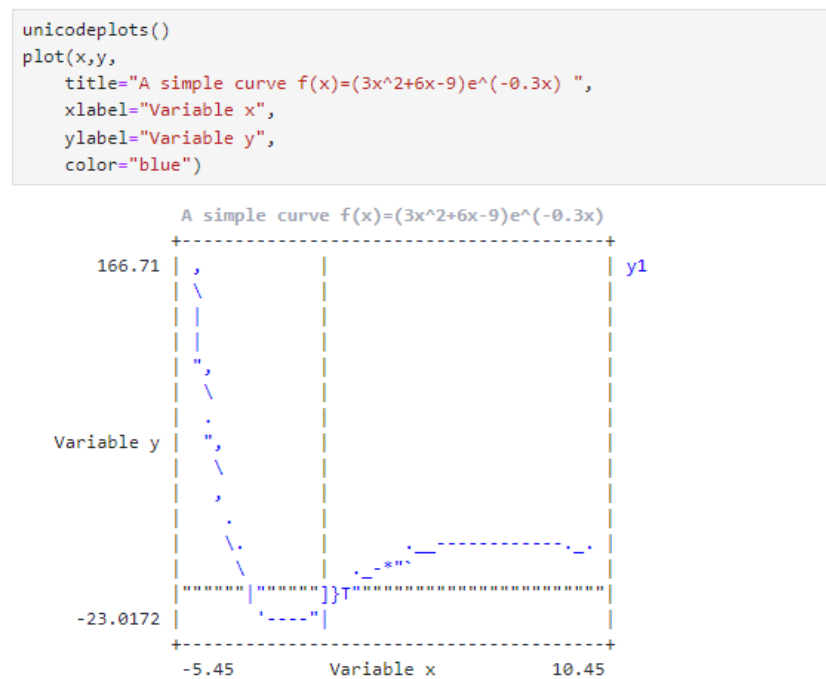 unicodeplots()
plot(x,y,
    title="A simple curve f(x)=(3x^2+6x-9)e^(-0.3x) ",
    xlabel="Variable x",
    ylabel="Variable y",
    color="blue")
A simple curve f(x)=(3x^2+6x-9)e^(-0.3x)
166.71
y1
Variable y
-23.0172
-5.45 Variable x 10.45